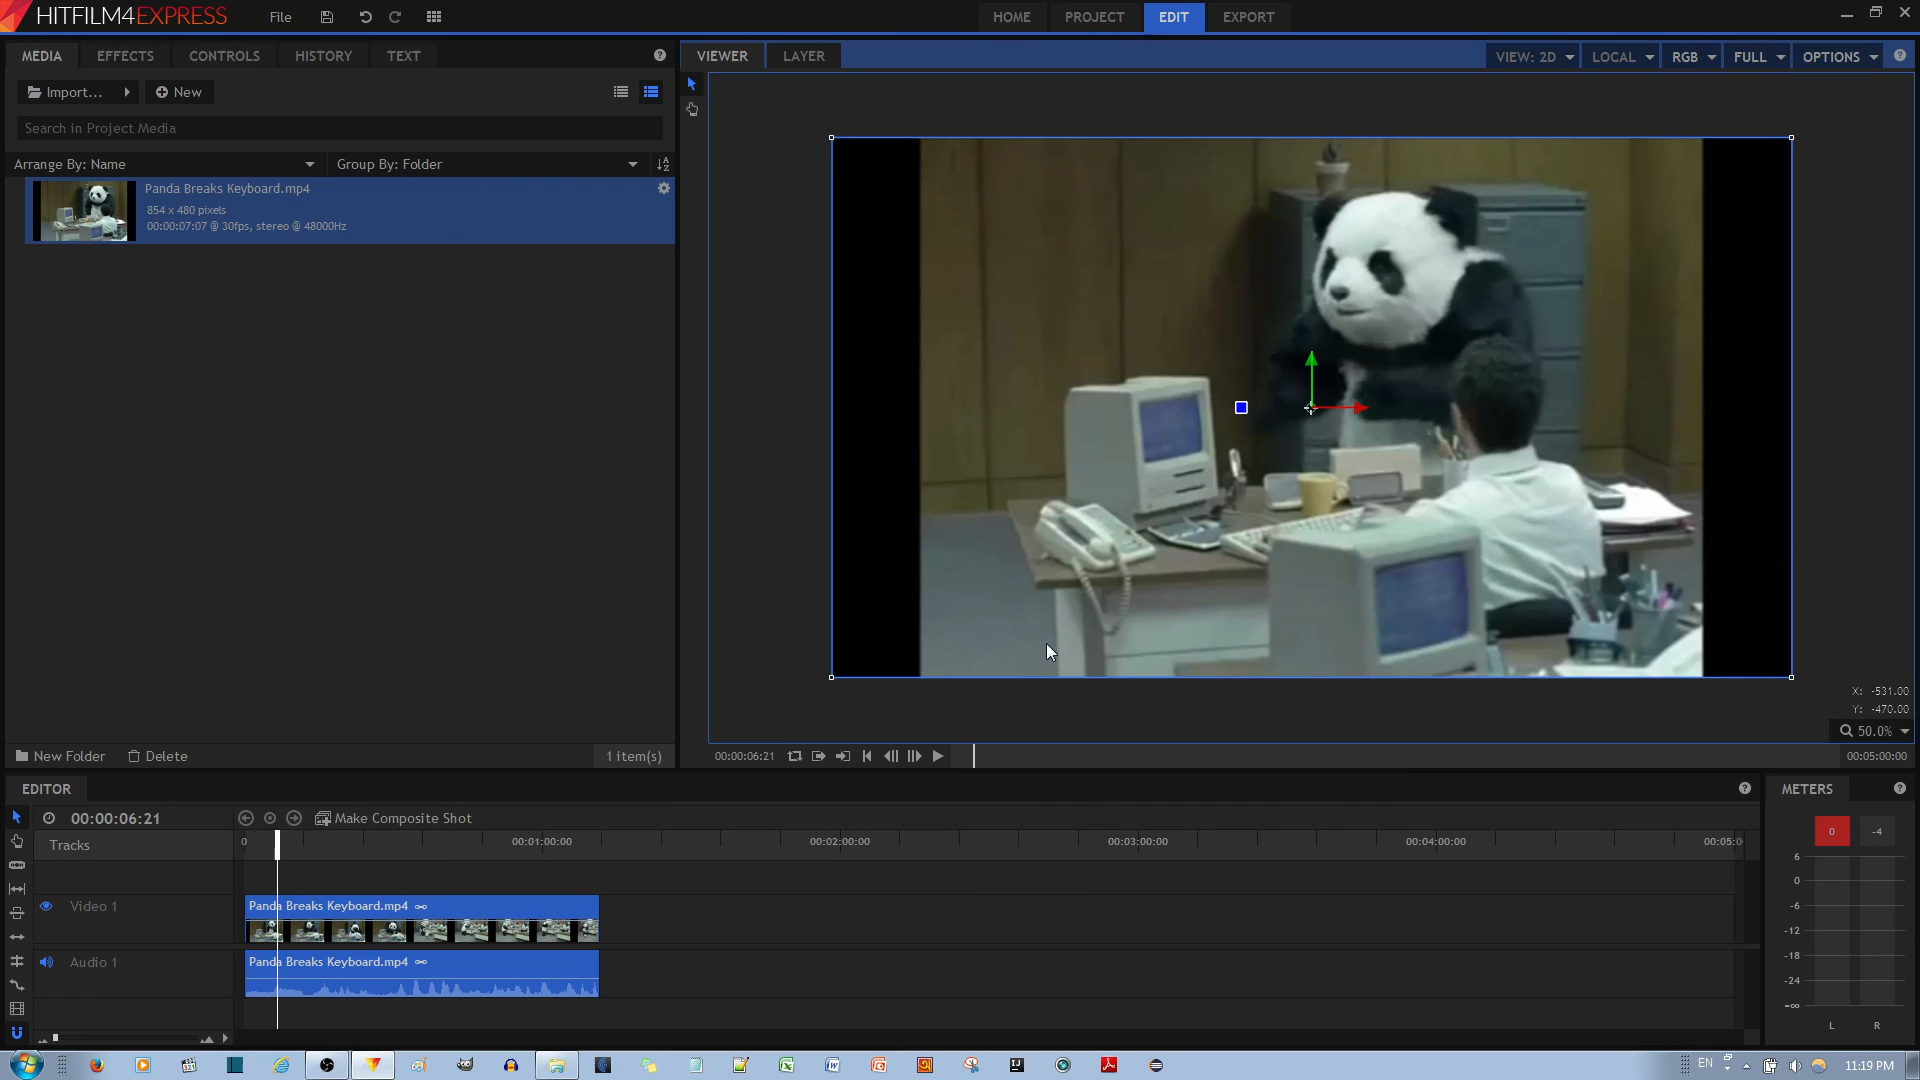 HITFILM4EXPRESS File HOME PROJECT EDIT EXPORT
MEDIA EFFECTS CONTROLS HISTORY TEXT
VIEWER LAYER VIEW: 2D LOCAL RGB FULL OPTIONS
Import... New
Search in Project Media
Arrange By: Name Group By: Folder
Panda Breaks Keyboard.mp4
854 x 480 pixels
00:00:07:07 @ 30fps, stereo @ 48000Hz
X: -531.00
Y: -470.00
50.0%
New Folder Delete 1 item(s)
00:00:06:21 00:05:00:00
EDITOR
METERS
00:00:06:21 Make Composite Shot
Tracks
0 00:01:00:00 00:02:00:00 00:03:00:00 00:04:00:00 00:05:0
Video 1 Panda Breaks Keyboard.mp4
Audio 1 Panda Breaks Keyboard.mp4
0 -4
6
0
-6
-12
-18
-24
-∞
L R
EN 11:19 PM